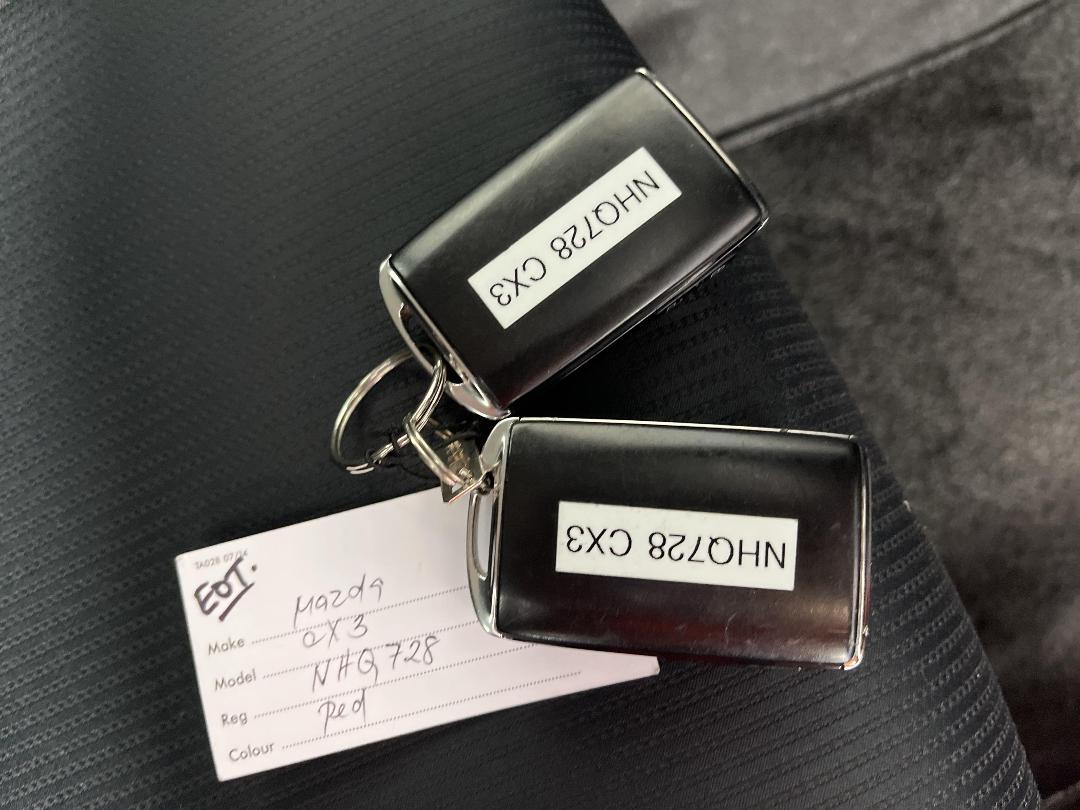 NHQ728 CX3
NHQ728 CX3
EOT.
Make Mazda
Model CX3
Reg NHQ728
Colour Red